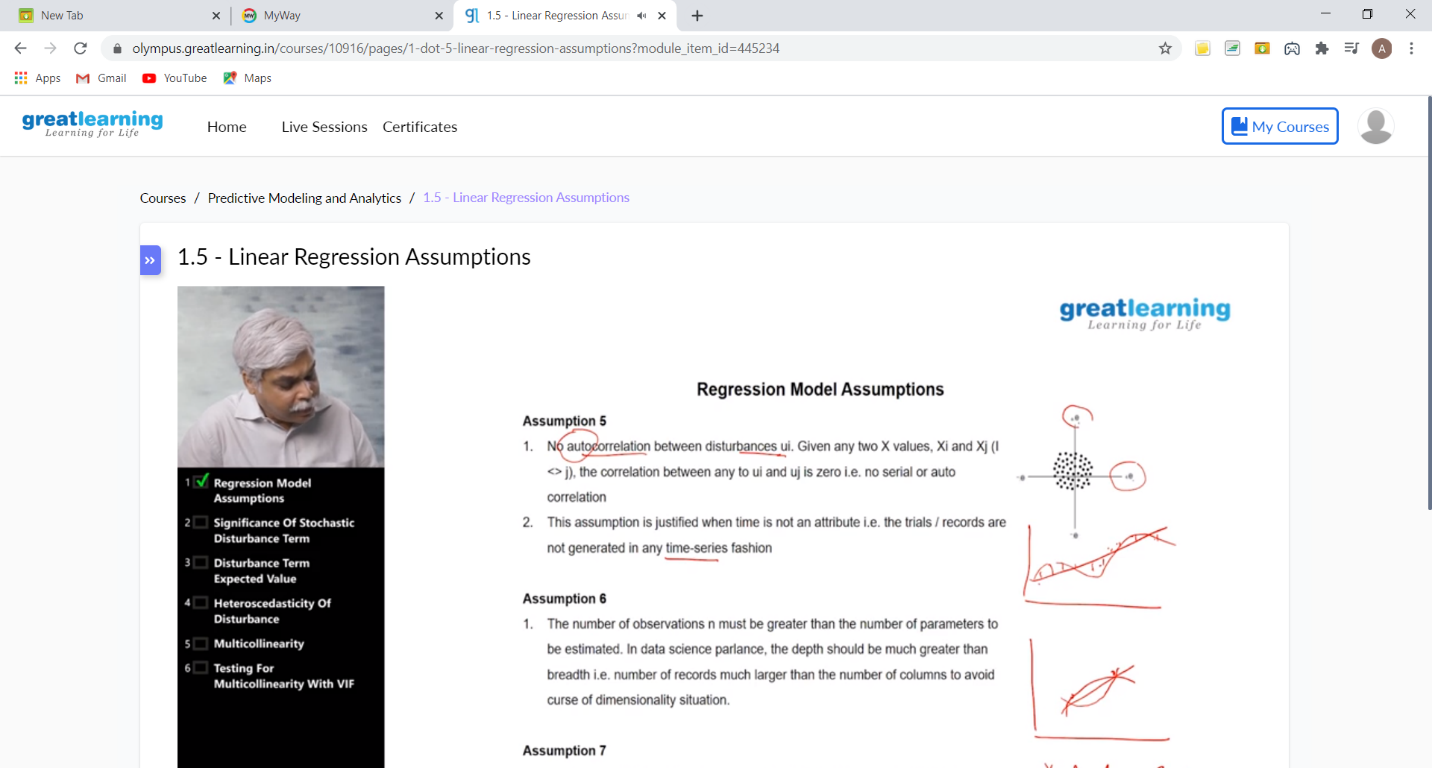 New Tab
MyWay
1.5 - Linear Regression Assum
olympus.greatlearning.in/courses/10916/pages/1-dot-5-linear-regression-assumptions?module_item_id=445234
A
Apps
Gmail
YouTube
Maps
greatlearning
Learning for Life
Home
Live Sessions
Certificates
My Courses
Courses / Predictive Modeling and Analytics / 1.5 - Linear Regression Assumptions
1.5 - Linear Regression Assumptions
greatlearning
Learning for Life
1 Regression Model
Assumptions
2 Significance Of Stochastic
Disturbance Term
3 Disturbance Term
Expected Value
4 Heteroscedasticity Of
Disturbance
5 Multicollinearity
6 Testing For
Multicollinearity With VIF
Regression Model Assumptions
Assumption 5
1. No autocorrelation between disturbances ui. Given any two X values, Xi and Xj (I
<> j), the correlation between any to ui and uj is zero i.e. no serial or auto
correlation
2. This assumption is justified when time is not an attribute i.e. the trials / records are
not generated in any time-series fashion
Assumption 6
1. The number of observations n must be greater than the number of parameters to
be estimated. In data science parlance, the depth should be much greater than
breadth i.e. number of records much larger than the number of columns to avoid
curse of dimensionality situation.
Assumption 7